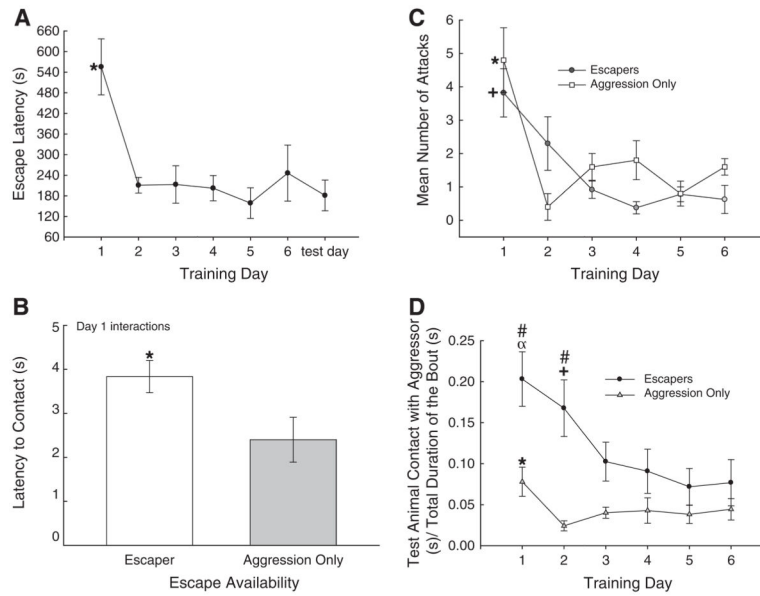 A
Escape Latency (s)
660
600
540
480
420
360
300
240
180
120
60
*
1 2 3 4 5 6 test day
Training Day
C
Mean Number of Attacks
6
5
4
3
2
1
0
*
+
Escapers
Aggression Only
1 2 3 4 5 6
Training Day
B
Day 1 interactions
Latency to Contact (s)
5
4
3
2
1
0
*
Escaper Aggression Only
Escape Availability
D
Test Animal Contact with Aggressor
(s)/ Total Duration of the Bout (s)
0.25
0.20
0.15
0.10
0.05
0.00
#
α
#
+
*
Escapers
Aggression Only
1 2 3 4 5 6
Training Day